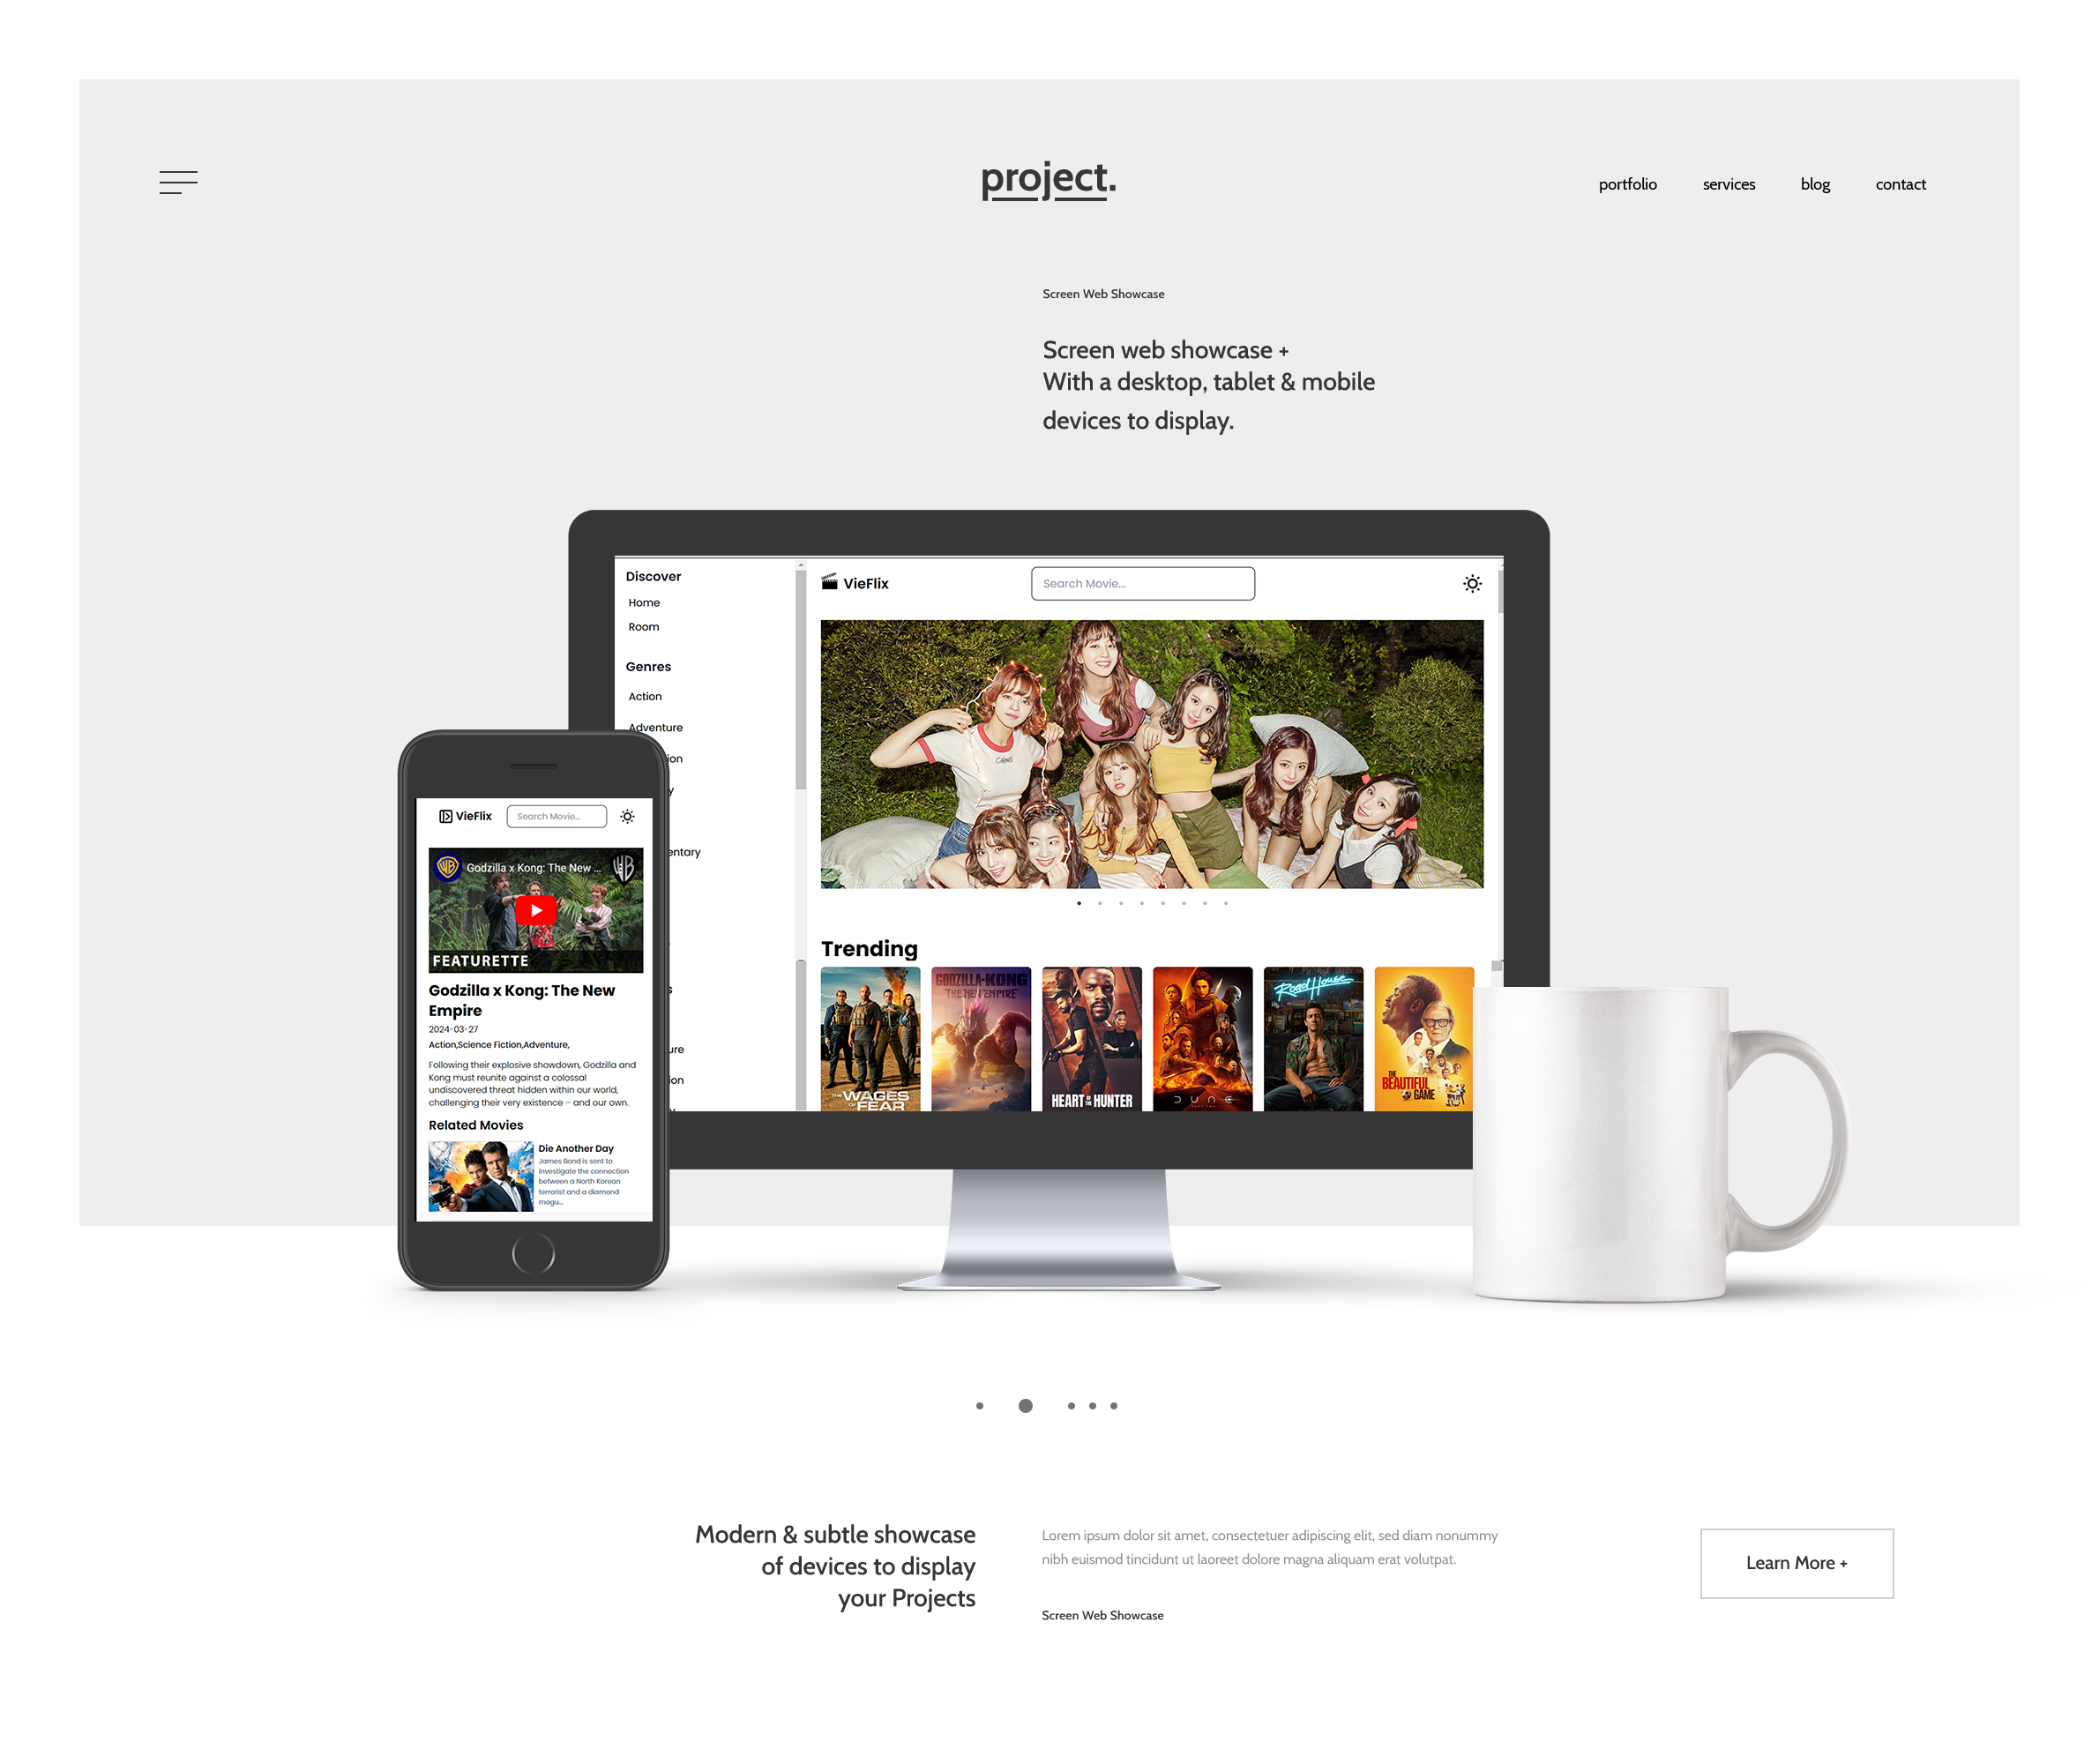 project.
portfolio services blog contact
Screen Web Showcase
Screen web showcase +
With a desktop, tablet & mobile
devices to display.
Discover
Home
Room
Genres
Action
Adventure
ion
y
entary
s
ure
ion
y
VieFlix
Search Movie...
Trending
THE WAGES OF FEAR
GODZILLA-KONG
THE NEW EMPIRE
HEART OF THE HUNTER
DUNE
PART TWO
Road House
THE BEAUTIFUL GAME
VieFlix
Search Movie...
Godzilla x Kong: The New ...
FEATURETTE
Godzilla x Kong: The New
Empire
2024-03-27
Action,Science Fiction,Adventure,
Following their explosive showdown, Godzilla and
Kong must reunite against a colossal
undiscovered threat hidden within our world,
challenging their very existence – and our own.
Related Movies
Die Another Day
James Bond is sent to
investigate the connection
between a North Korean
terrorist and a diamond
mogu...
Modern & subtle showcase
of devices to display
your Projects
Lorem ipsum dolor sit amet, consectetuer adipiscing elit, sed diam nonummy
nibh euismod tincidunt ut laoreet dolore magna aliquam erat volutpat.
Screen Web Showcase
Learn More +